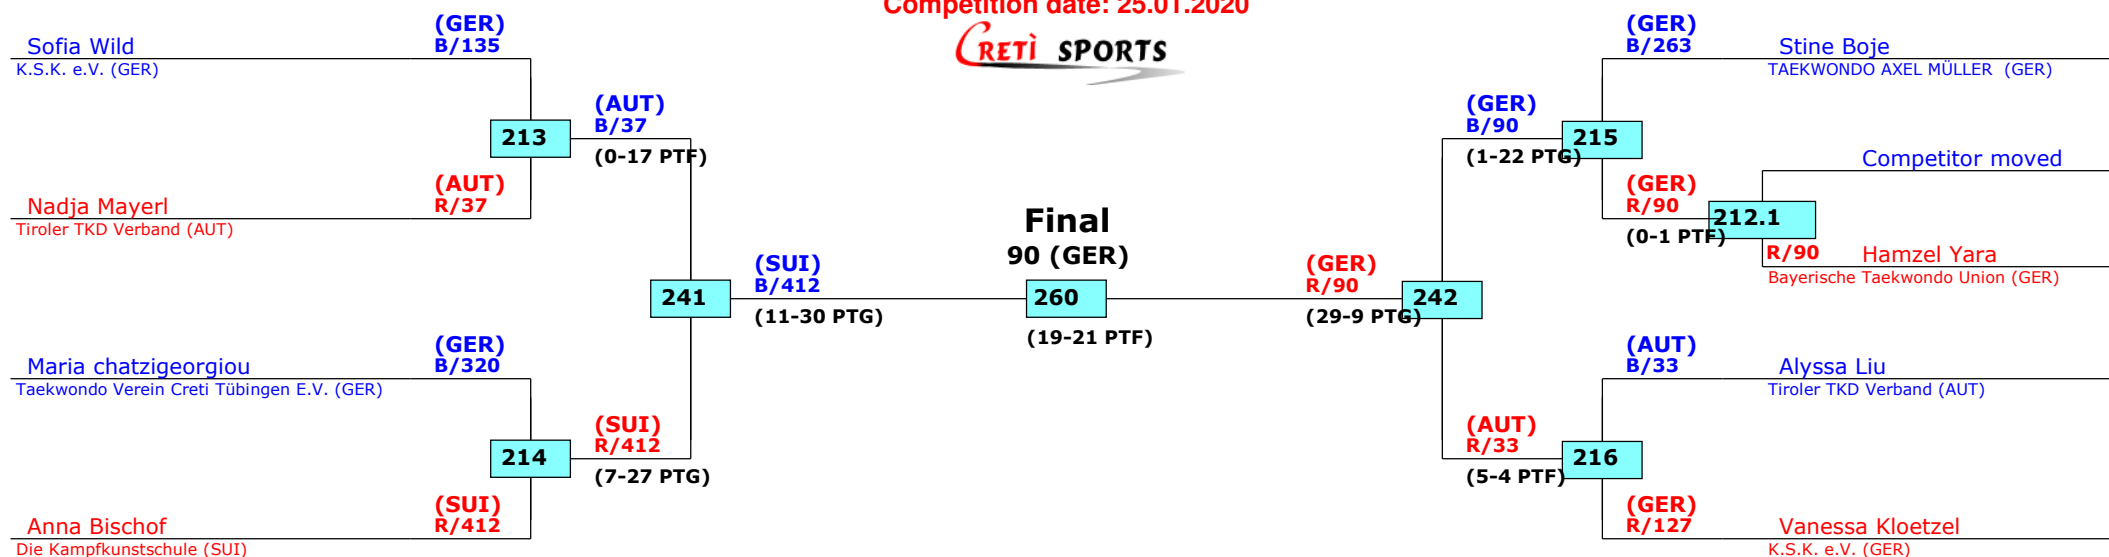 Competition date: 25.01.2020
CRETÌ SPORTS
(GER)
B/135
Sofia Wild
K.S.K. e.V. (GER)
213
(AUT)
B/37
(0-17 PTF)
(AUT)
R/37
Nadja Mayerl
Tiroler TKD Verband (AUT)
241
(SUI)
B/412
(11-30 PTG)
(GER)
B/320
Maria chatzigeorgiou
Taekwondo Verein Creti Tübingen E.V. (GER)
214
(SUI)
R/412
(7-27 PTG)
(SUI)
R/412
Anna Bischof
Die Kampfkunstschule (SUI)
Final
90 (GER)
260
(19-21 PTF)
(GER)
R/90
(29-9 PTG)
242
(GER)
B/90
(1-22 PTG)
215
(GER)
B/263
Stine Boje
TAEKWONDO AXEL MÜLLER (GER)
(GER)
R/90
(0-1 PTF)
212.1
Competitor moved
R/90
Hamzel Yara
Bayerische Taekwondo Union (GER)
(AUT)
R/33
(5-4 PTF)
216
(AUT)
B/33
Alyssa Liu
Tiroler TKD Verband (AUT)
(GER)
R/127
Vanessa Kloetzel
K.S.K. e.V. (GER)